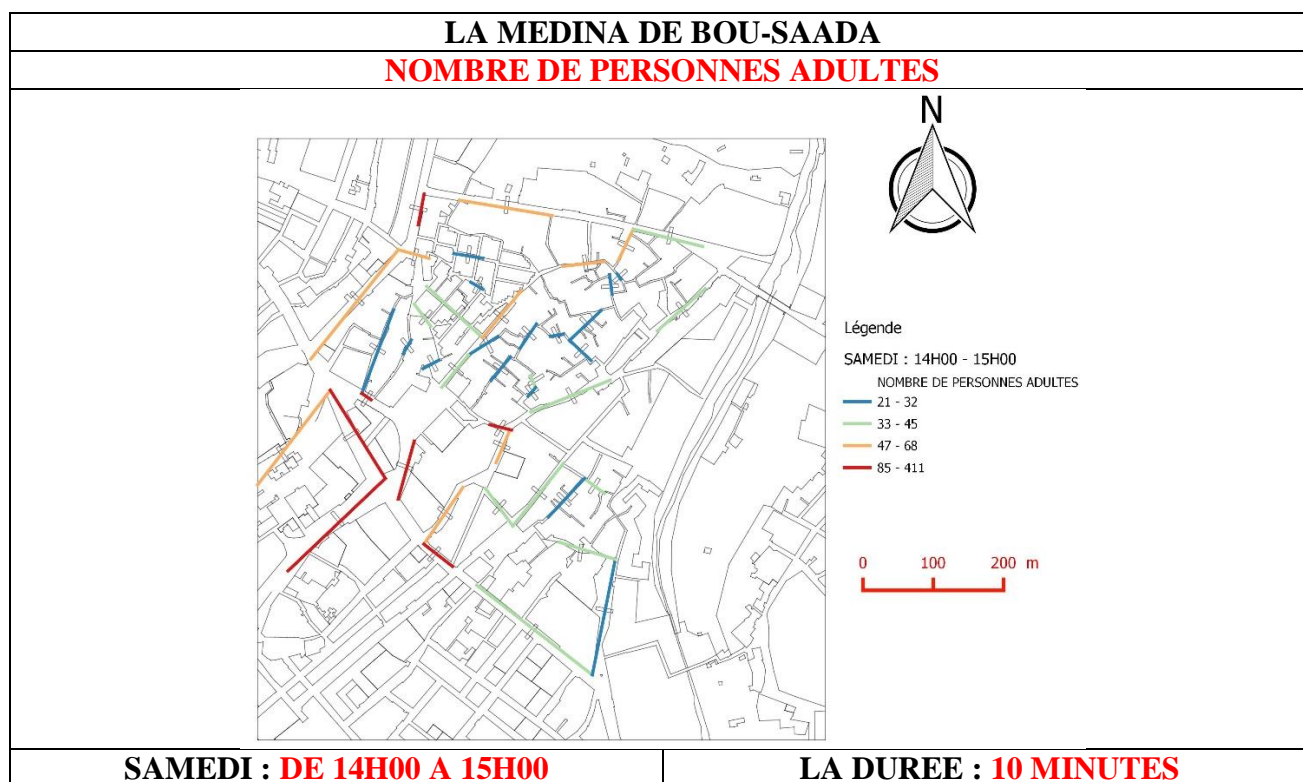 LA MEDINA DE BOU-SAADA
NOMBRE DE PERSONNES ADULTES
N
Légende
SAMEDI : 14H00 - 15H00
NOMBRE DE PERSONNES ADULTES
21 - 32
33 - 45
47 - 68
85 - 411
0 100 200 m
SAMEDI : DE 14H00 A 15H00
LA DUREE : 10 MINUTES